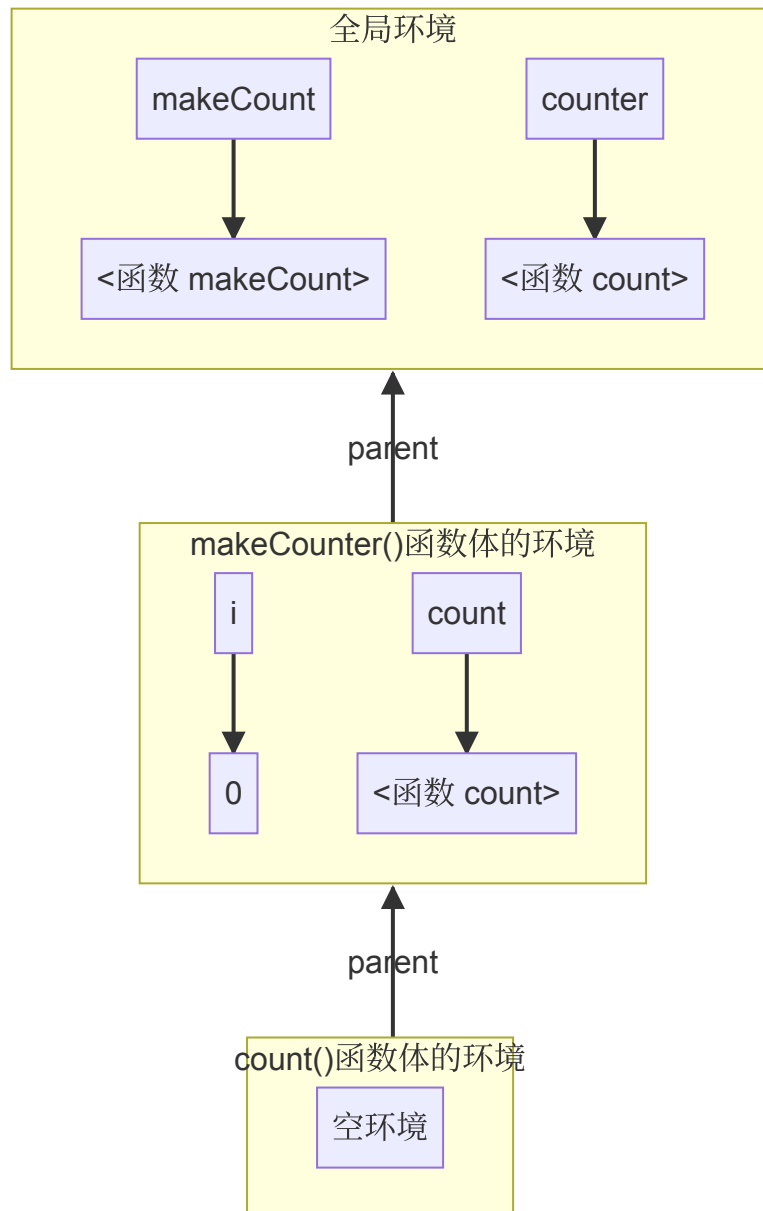 全局环境
makeCount
counter
<函数 makeCount>
<函数 count>
parent
makeCounter()函数体的环境
i
count
0
<函数 count>
parent
count()函数体的环境
空环境